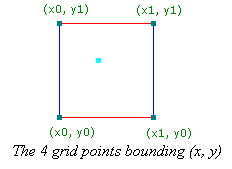 (x0, y1) (x1, y1)
(x0, y0) (x1, y0)
The 4 grid points bounding (x, y)